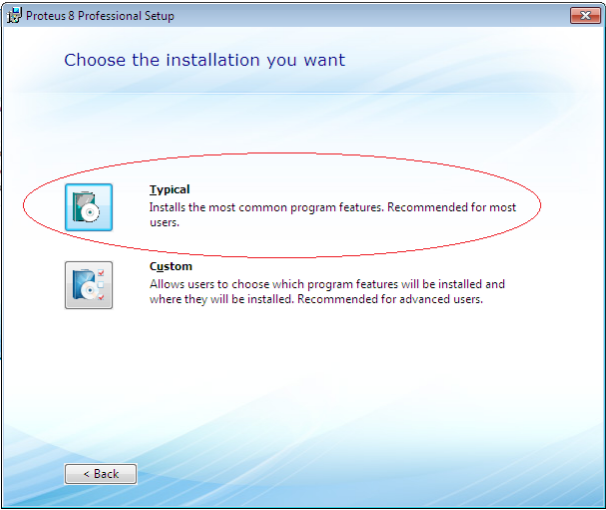 Proteus 8 Professional Setup
Choose the installation you want
Typical
Installs the most common program features. Recommended for most
users.
Custom
Allows users to choose which program features will be installed and
where they will be installed. Recommended for advanced users.
< Back